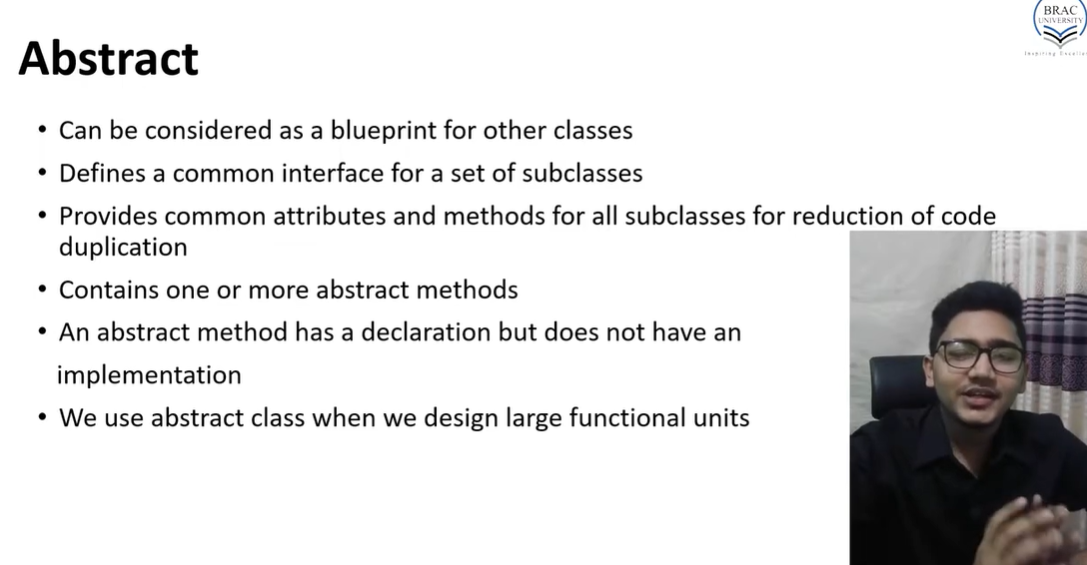 BRAC
UNIVERSITY
Abstract
• Can be considered as a blueprint for other classes
• Defines a common interface for a set of subclasses
• Provides common attributes and methods for all subclasses for reduction of code
duplication
• Contains one or more abstract methods
• An abstract method has a declaration but does not have an
implementation
• We use abstract class when we design large functional units